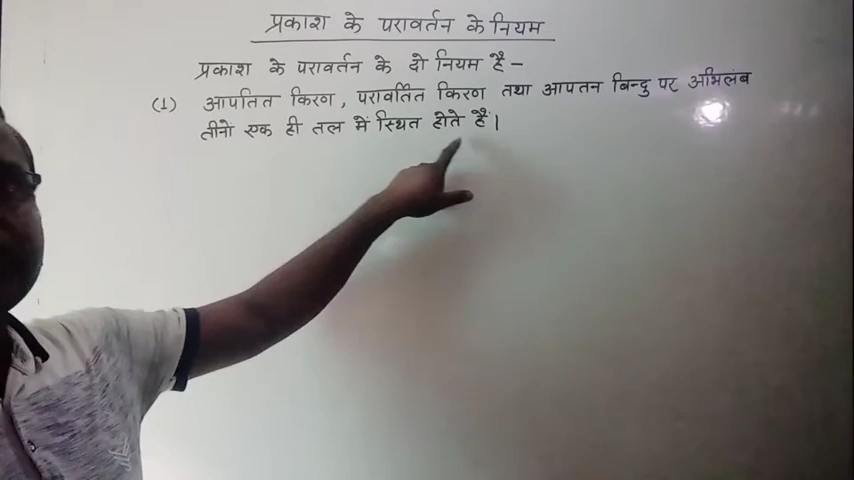 प्रकाश के परावर्तन के नियम
प्रकाश के परावर्तन के दो नियम है –
(1) आपतित किरण, परावर्तित किरण तथा आपतन बिन्दु पर अभिलंब
तीनो एक ही तल में स्थित होते हैं।